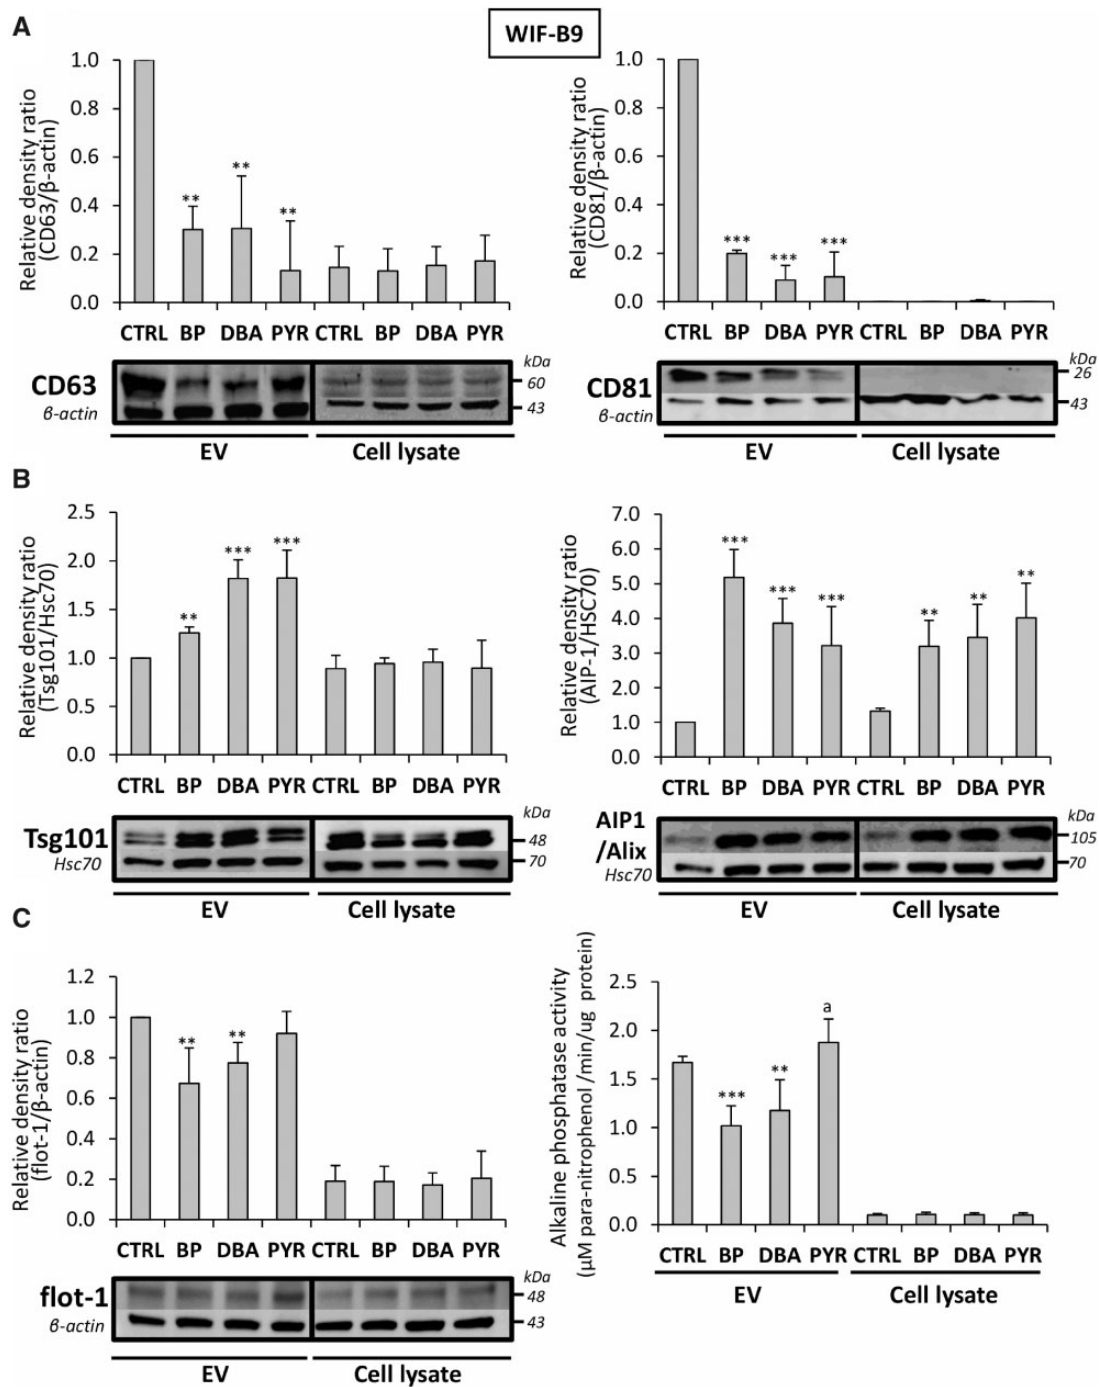 A
WIF-B9
Relative density ratio
(CD63/β-actin)
1.0
0.8
0.6
0.4
0.2
0.0
** ** **
CTRL BP DBA PYR CTRL BP DBA PYR
kDa
CD63 60
β-actin 43
EV Cell lysate
Relative density ratio
(CD81/β-actin)
1.0
0.8
0.6
0.4
0.2
0.0
*** *** ***
CTRL BP DBA PYR CTRL BP DBA PYR
kDa
CD81 26
β-actin 43
EV Cell lysate
B
Relative density ratio
(Tsg101/Hsc70)
2.5
2.0
1.5
1.0
0.5
0.0
** *** ***
CTRL BP DBA PYR CTRL BP DBA PYR
kDa
Tsg101 48
Hsc70 70
EV Cell lysate
Relative density ratio
(AIP-1/HSC70)
7.0
6.0
5.0
4.0
3.0
2.0
1.0
0.0
*** *** *** ** ** **
CTRL BP DBA PYR CTRL BP DBA PYR
kDa
AIP1 105
/Alix
Hsc70 70
EV Cell lysate
C
Relative density ratio
(flot-1/β-actin)
1.2
1.0
0.8
0.6
0.4
0.2
0.0
** **
CTRL BP DBA PYR CTRL BP DBA PYR
kDa
flot-1 48
β-actin 43
EV Cell lysate
Alkaline phosphatase activity
(µM para-nitrophenol /min/ug protein)
2.5
2.0
1.5
1.0
0.5
0.0
*** ** a
CTRL BP DBA PYR CTRL BP DBA PYR
EV Cell lysate